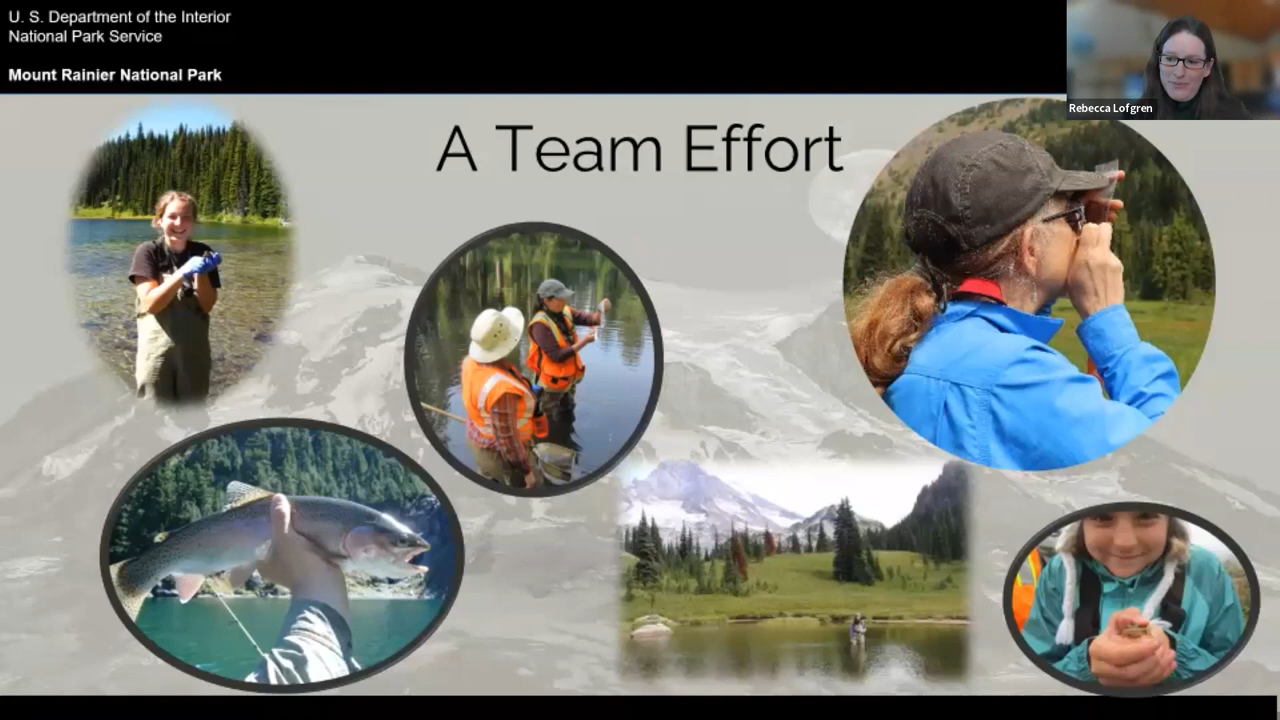 U. S. Department of the Interior
National Park Service
Mount Rainier National Park
Rebecca Lofgren
A Team Effort